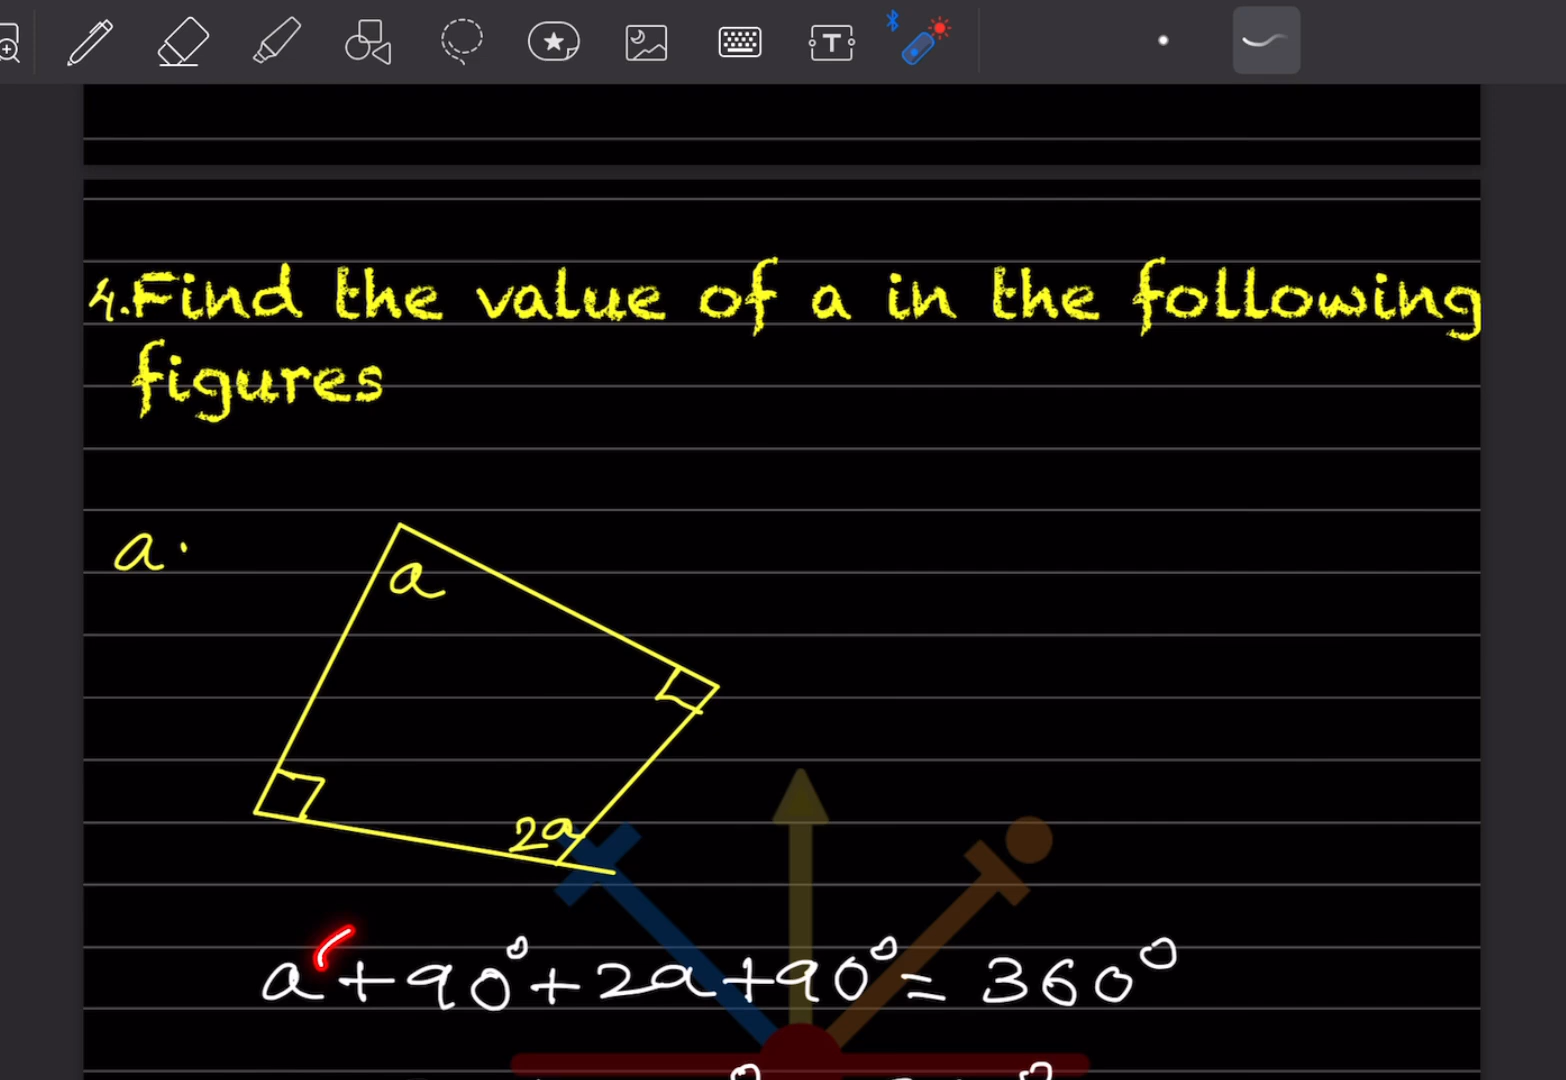 4.Find the value of a in the following
figures
a.
a
2a
a+90°+2a+90°= 360°